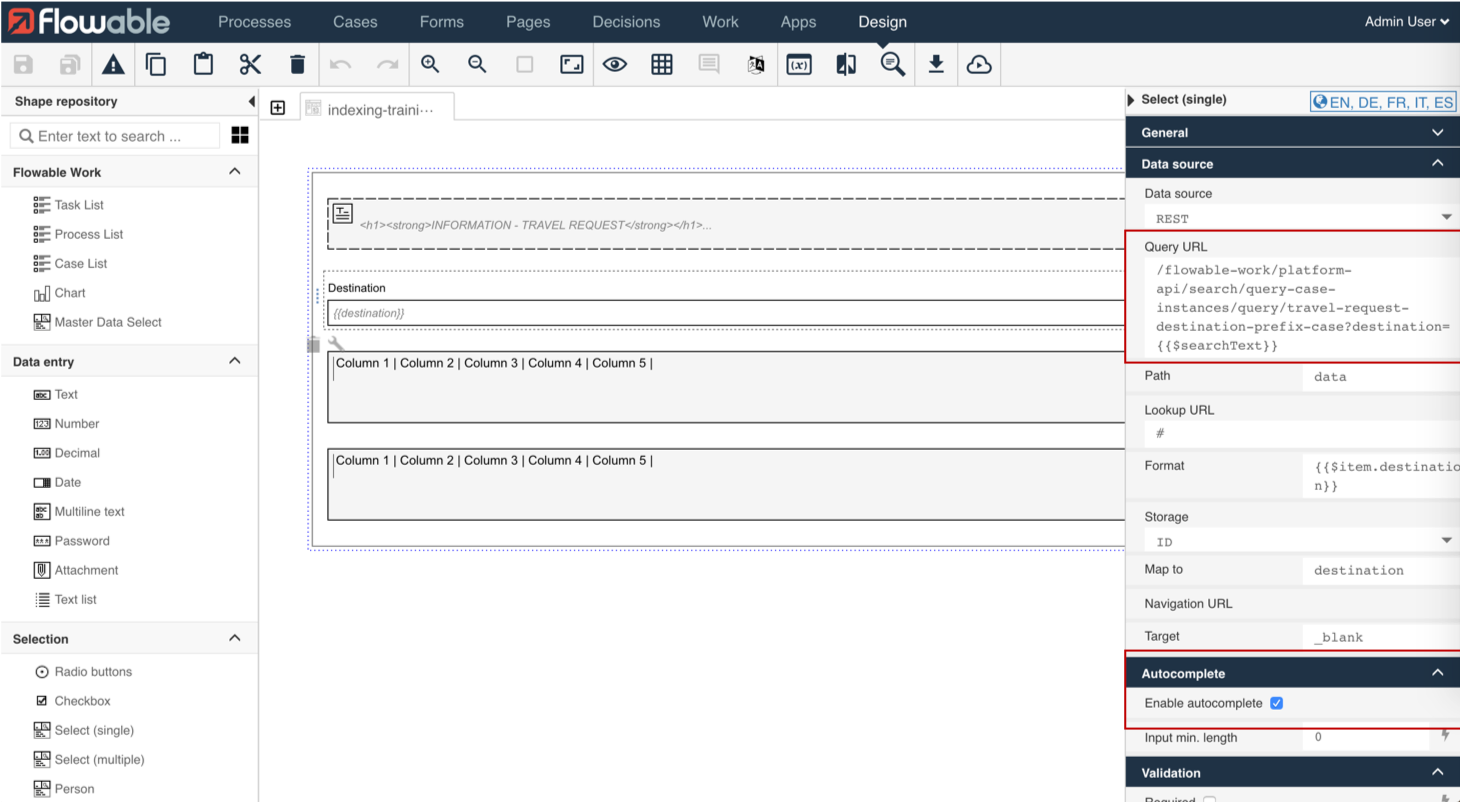 Flowable
Processes Cases Forms Pages Decisions Work Apps Design
Admin User
Shape repository
Enter text to search ...
Flowable Work
Task List
Process List
Case List
Chart
Master Data Select
Data entry
Text
Number
Decimal
Date
Multiline text
Password
Attachment
Text list
Selection
Radio buttons
Checkbox
Select (single)
Select (multiple)
Person
indexing-traini···
<h1><strong>INFORMATION - TRAVEL REQUEST</strong></h1>...
Destination
{{destination}}
Column 1 | Column 2 | Column 3 | Column 4 | Column 5 |
Column 1 | Column 2 | Column 3 | Column 4 | Column 5 |
Select (single)
EN, DE, FR, IT, ES
General
Data source
Data source
REST
Query URL
/flowable-work/platform-
api/search/query-case-
instances/query/travel-request-
destination-prefix-case?destination=
{{$searchText}}
Path data
Lookup URL
#
Format {{$item.destinatio
n}}
Storage
ID
Map to destination
Navigation URL
Target _blank
Autocomplete
Enable autocomplete
Input min. length 0
Validation
Required